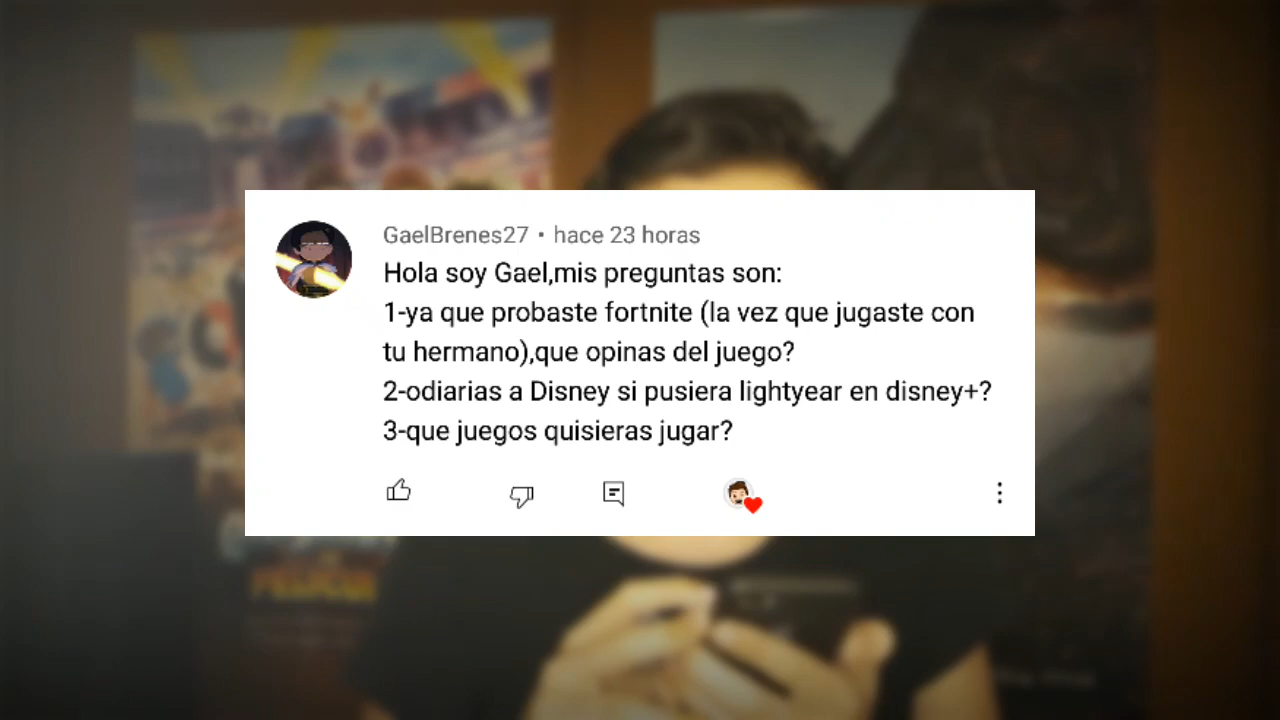 GaelBrenes27 • hace 23 horas
Hola soy Gael,mis preguntas son:
1-ya que probaste fortnite (la vez que jugaste con
tu hermano),que opinas del juego?
2-odiarias a Disney si pusiera lightyear en disney+?
3-que juegos quisieras jugar?